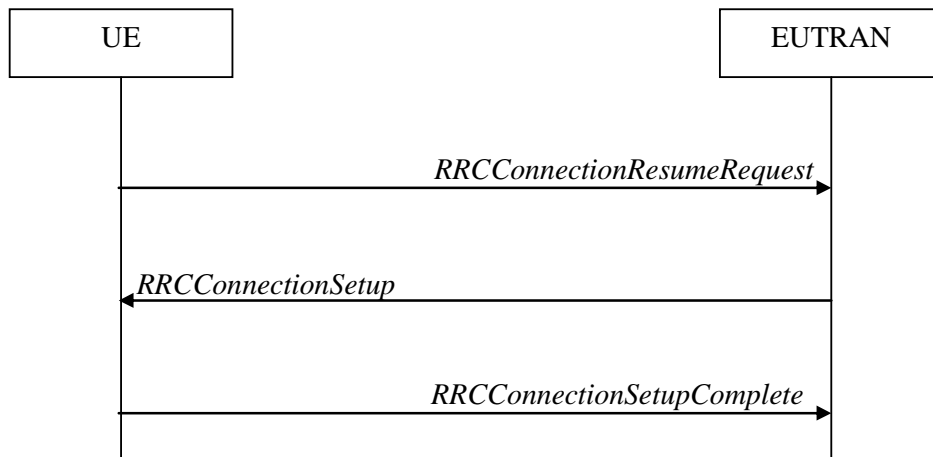 UE
EUTRAN
RRCConnectionResumeRequest
RRCConnectionSetup
RRCConnectionSetupComplete